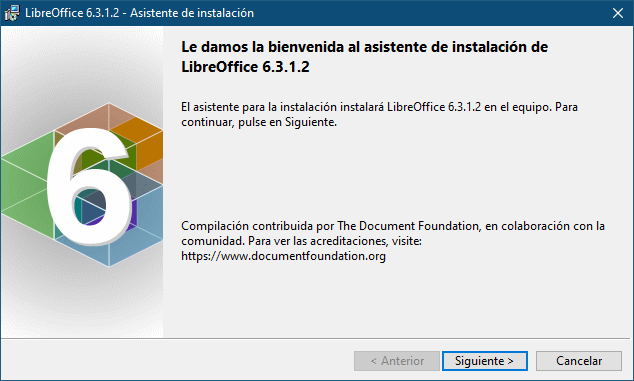 LibreOffice 6.3.1.2 - Asistente de instalación
Le damos la bienvenida al asistente de instalación de
LibreOffice 6.3.1.2
El asistente para la instalación instalará LibreOffice 6.3.1.2 en el equipo. Para
continuar, pulse en Siguiente.
6
Compilación contribuida por The Document Foundation, en colaboración con la
comunidad. Para ver las acreditaciones, visite:
https://www.documentfoundation.org
< Anterior
Siguiente >
Cancelar